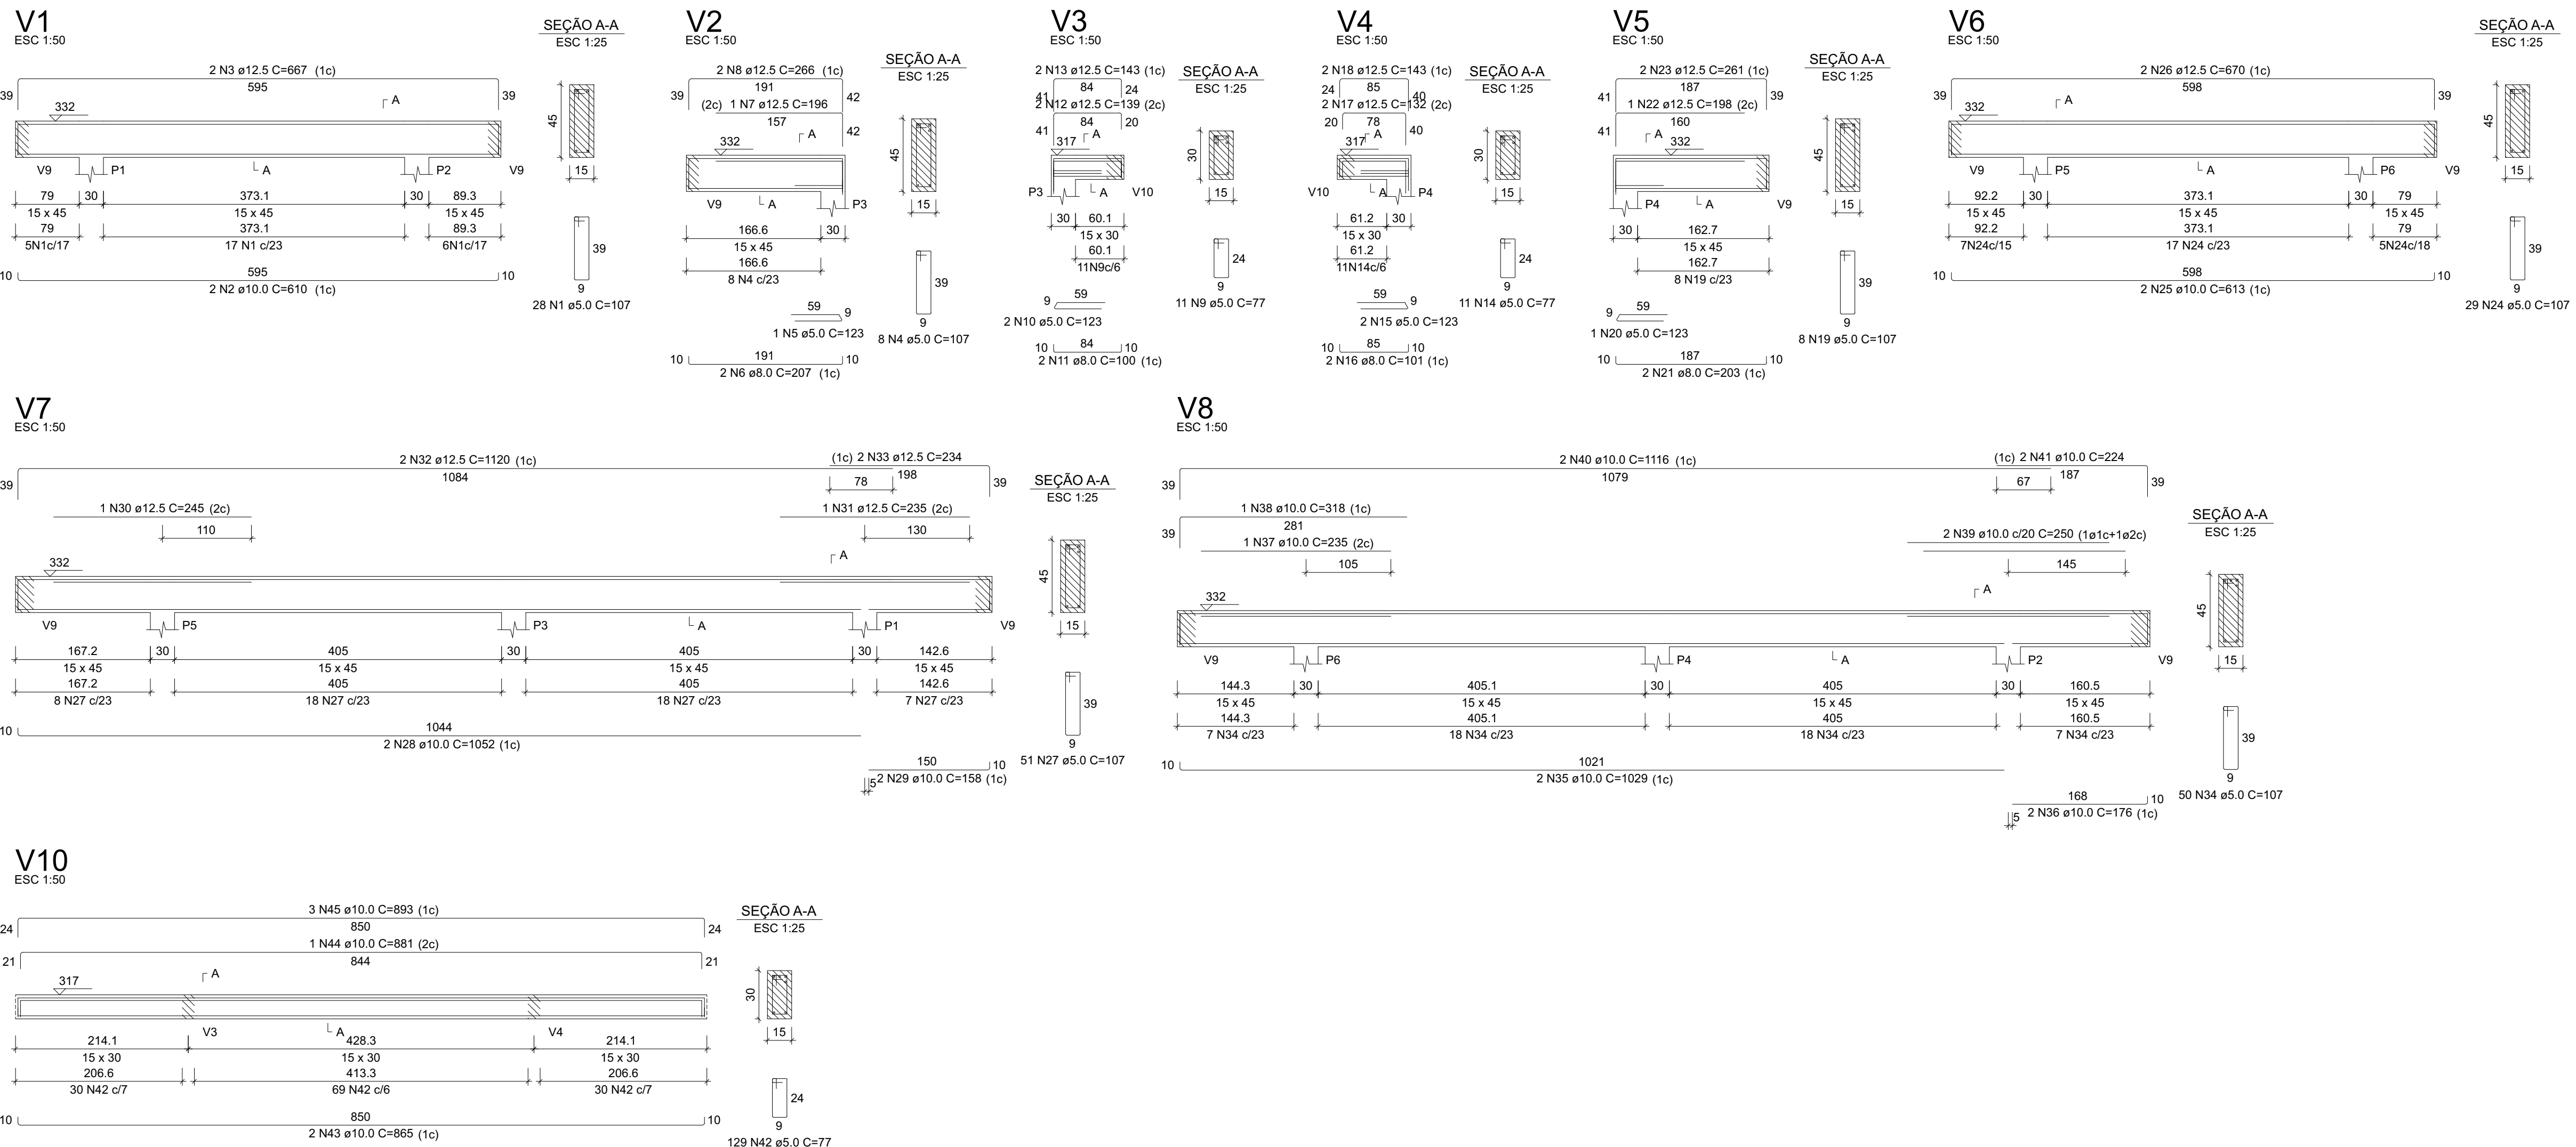 V1
ESC 1:50
SEÇÃO A-A
ESC 1:25
2 N3 ø12.5 C=667 (1c)
595
39
39
A
332
45
15
V9
P1
A
P2
V9
79
30
373.1
30
89.3
15 x 45
15 x 45
15 x 45
79
373.1
89.3
5N1c/17
17 N1 c/23
6N1c/17
39
9
28 N1 ø5.0 C=107
10
595
10
2 N2 ø10.0 C=610 (1c)
V2
ESC 1:50
SEÇÃO A-A
ESC 1:25
2 N8 ø12.5 C=266 (1c)
39
191
42
(2c) 1 N7 ø12.5 C=196
157
42
A
332
45
15
V9
A
P3
166.6
30
15 x 45
166.6
8 N4 c/23
39
9
8 N4 ø5.0 C=107
59
9
1 N5 ø5.0 C=123
10
191
10
2 N6 ø8.0 C=207 (1c)
V3
ESC 1:50
SEÇÃO A-A
ESC 1:25
2 N13 ø12.5 C=143 (1c)
41
84
24
2 N12 ø12.5 C=139 (2c)
41
84
20
A
317
30
15
P3
A
V10
30
60.1
15 x 30
60.1
11N9c/6
24
9
11 N9 ø5.0 C=77
9
59
2 N10 ø5.0 C=123
10
84
10
2 N11 ø8.0 C=100 (1c)
V4
ESC 1:50
SEÇÃO A-A
ESC 1:25
2 N18 ø12.5 C=143 (1c)
24
85
40
2 N17 ø12.5 C=132 (2c)
20
78
40
A
317
30
15
V10
A
P4
61.2
30
15 x 30
61.2
11N14c/6
24
9
11 N14 ø5.0 C=77
59
9
2 N15 ø5.0 C=123
10
85
10
2 N16 ø8.0 C=101 (1c)
V5
ESC 1:50
SEÇÃO A-A
ESC 1:25
2 N23 ø12.5 C=261 (1c)
41
187
39
1 N22 ø12.5 C=198 (2c)
41
160
A
332
45
15
P4
A
V9
30
162.7
15 x 45
162.7
8 N19 c/23
39
9
8 N19 ø5.0 C=107
9
59
1 N20 ø5.0 C=123
10
187
10
2 N21 ø8.0 C=203 (1c)
V6
ESC 1:50
SEÇÃO A-A
ESC 1:25
2 N26 ø12.5 C=670 (1c)
39
598
39
A
332
45
15
V9
P5
A
P6
V9
92.2
30
373.1
30
79
15 x 45
15 x 45
15 x 45
92.2
373.1
79
7N24c/15
17 N24 c/23
5N24c/18
39
9
29 N24 ø5.0 C=107
10
598
10
2 N25 ø10.0 C=613 (1c)
V7
ESC 1:50
2 N32 ø12.5 C=1120 (1c)
39
1084
(1c) 2 N33 ø12.5 C=234
198
39
78
1 N30 ø12.5 C=245 (2c)
110
1 N31 ø12.5 C=235 (2c)
130
SEÇÃO A-A
ESC 1:25
A
332
45
15
V9
P5
P3
A
P1
V9
167.2
30
405
30
405
30
142.6
15 x 45
15 x 45
15 x 45
15 x 45
167.2
405
405
142.6
8 N27 c/23
18 N27 c/23
18 N27 c/23
7 N27 c/23
39
9
51 N27 ø5.0 C=107
10
1044
2 N28 ø10.0 C=1052 (1c)
150
10
5
2 N29 ø10.0 C=158 (1c)
V8
ESC 1:50
2 N40 ø10.0 C=1116 (1c)
39
1079
(1c) 2 N41 ø10.0 C=224
187
39
67
1 N38 ø10.0 C=318 (1c)
39
281
1 N37 ø10.0 C=235 (2c)
105
2 N39 ø10.0 c/20 C=250 (1ø1c+1ø2c)
145
SEÇÃO A-A
ESC 1:25
A
332
45
15
V9
P6
P4
A
P2
V9
144.3
30
405.1
30
405
30
160.5
15 x 45
15 x 45
15 x 45
15 x 45
144.3
405.1
405
160.5
7 N34 c/23
18 N34 c/23
18 N34 c/23
7 N34 c/23
39
9
50 N34 ø5.0 C=107
10
1021
2 N35 ø10.0 C=1029 (1c)
168
10
5
2 N36 ø10.0 C=176 (1c)
V10
ESC 1:50
3 N45 ø10.0 C=893 (1c)
24
850
24
1 N44 ø10.0 C=881 (2c)
21
844
21
SEÇÃO A-A
ESC 1:25
A
317
30
15
V3
A
V4
214.1
428.3
214.1
15 x 30
15 x 30
15 x 30
206.6
413.3
206.6
30 N42 c/7
69 N42 c/6
30 N42 c/7
24
9
129 N42 ø5.0 C=77
10
850
10
2 N43 ø10.0 C=865 (1c)